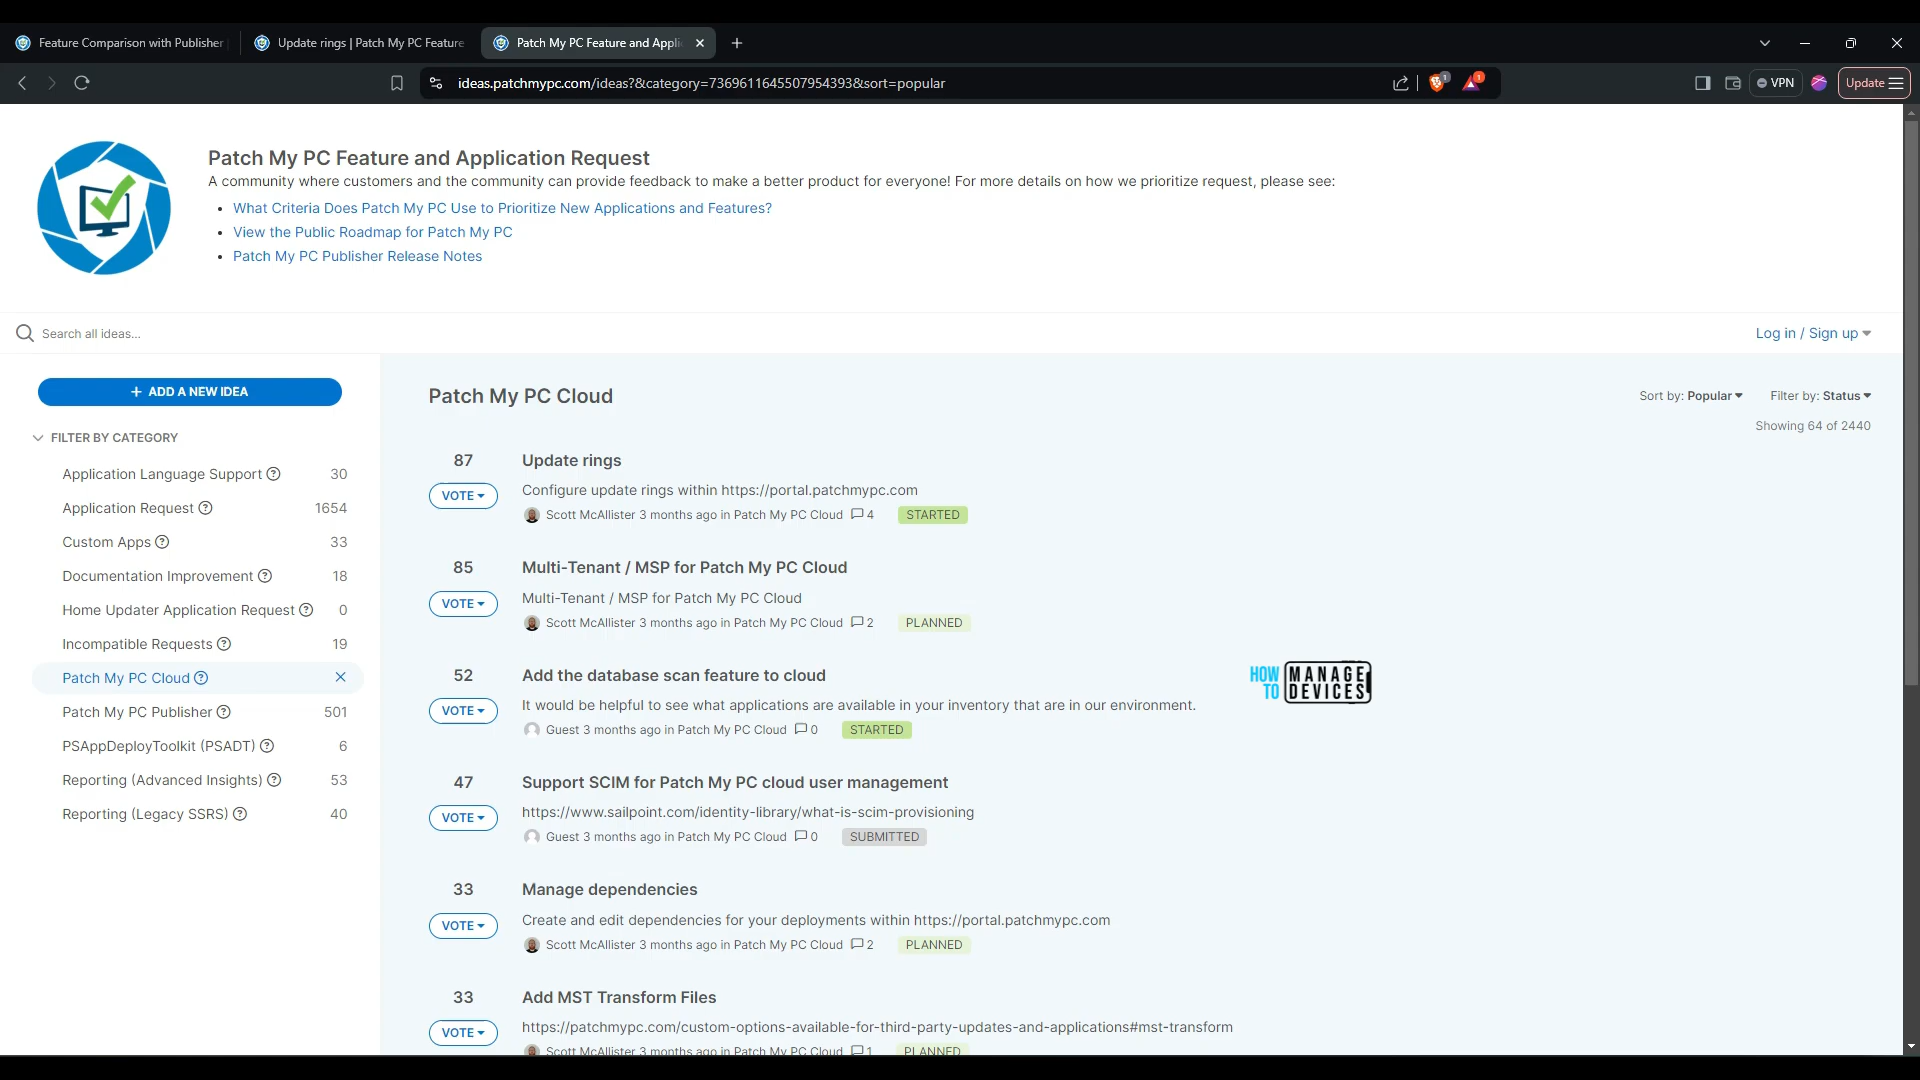 Feature Comparison with Publisher
Update rings | Patch My PC Feature
Patch My PC Feature and Appli
ideas.patchmypc.com/ideas?&category=7369611645507954393&sort=popular
1
1
VPN
Update
Patch My PC Feature and Application Request
A community where customers and the community can provide feedback to make a better product for everyone! For more details on how we prioritize request, please see:
What Criteria Does Patch My PC Use to Prioritize New Applications and Features?
View the Public Roadmap for Patch My PC
Patch My PC Publisher Release Notes
Search all ideas...
Log in / Sign up
+ ADD A NEW IDEA
FILTER BY CATEGORY
Application Language Support ? 30
Application Request ? 1654
Custom Apps ? 33
Documentation Improvement ? 18
Home Updater Application Request ? 0
Incompatible Requests ? 19
Patch My PC Cloud ?
Patch My PC Publisher ? 501
PSAppDeployToolkit (PSADT) ? 6
Reporting (Advanced Insights) ? 53
Reporting (Legacy SSRS) ? 40
Patch My PC Cloud
Sort by: Popular
Filter by: Status
Showing 64 of 2440
87 Update rings
VOTE
Configure update rings within https://portal.patchmypc.com
Scott McAllister 3 months ago in Patch My PC Cloud 4 STARTED
85 Multi-Tenant / MSP for Patch My PC Cloud
VOTE
Multi-Tenant / MSP for Patch My PC Cloud
Scott McAllister 3 months ago in Patch My PC Cloud 2 PLANNED
52 Add the database scan feature to cloud
VOTE
It would be helpful to see what applications are available in your inventory that are in our environment.
Guest 3 months ago in Patch My PC Cloud 0 STARTED
HOW TO MANAGE DEVICES
47 Support SCIM for Patch My PC cloud user management
VOTE
https://www.sailpoint.com/identity-library/what-is-scim-provisioning
Guest 3 months ago in Patch My PC Cloud 0 SUBMITTED
33 Manage dependencies
VOTE
Create and edit dependencies for your deployments within https://portal.patchmypc.com
Scott McAllister 3 months ago in Patch My PC Cloud 2 PLANNED
33 Add MST Transform Files
VOTE
https://patchmypc.com/custom-options-available-for-third-party-updates-and-applications#mst-transform
Scott McAllister 3 months ago in Patch My PC Cloud 1 PLANNED